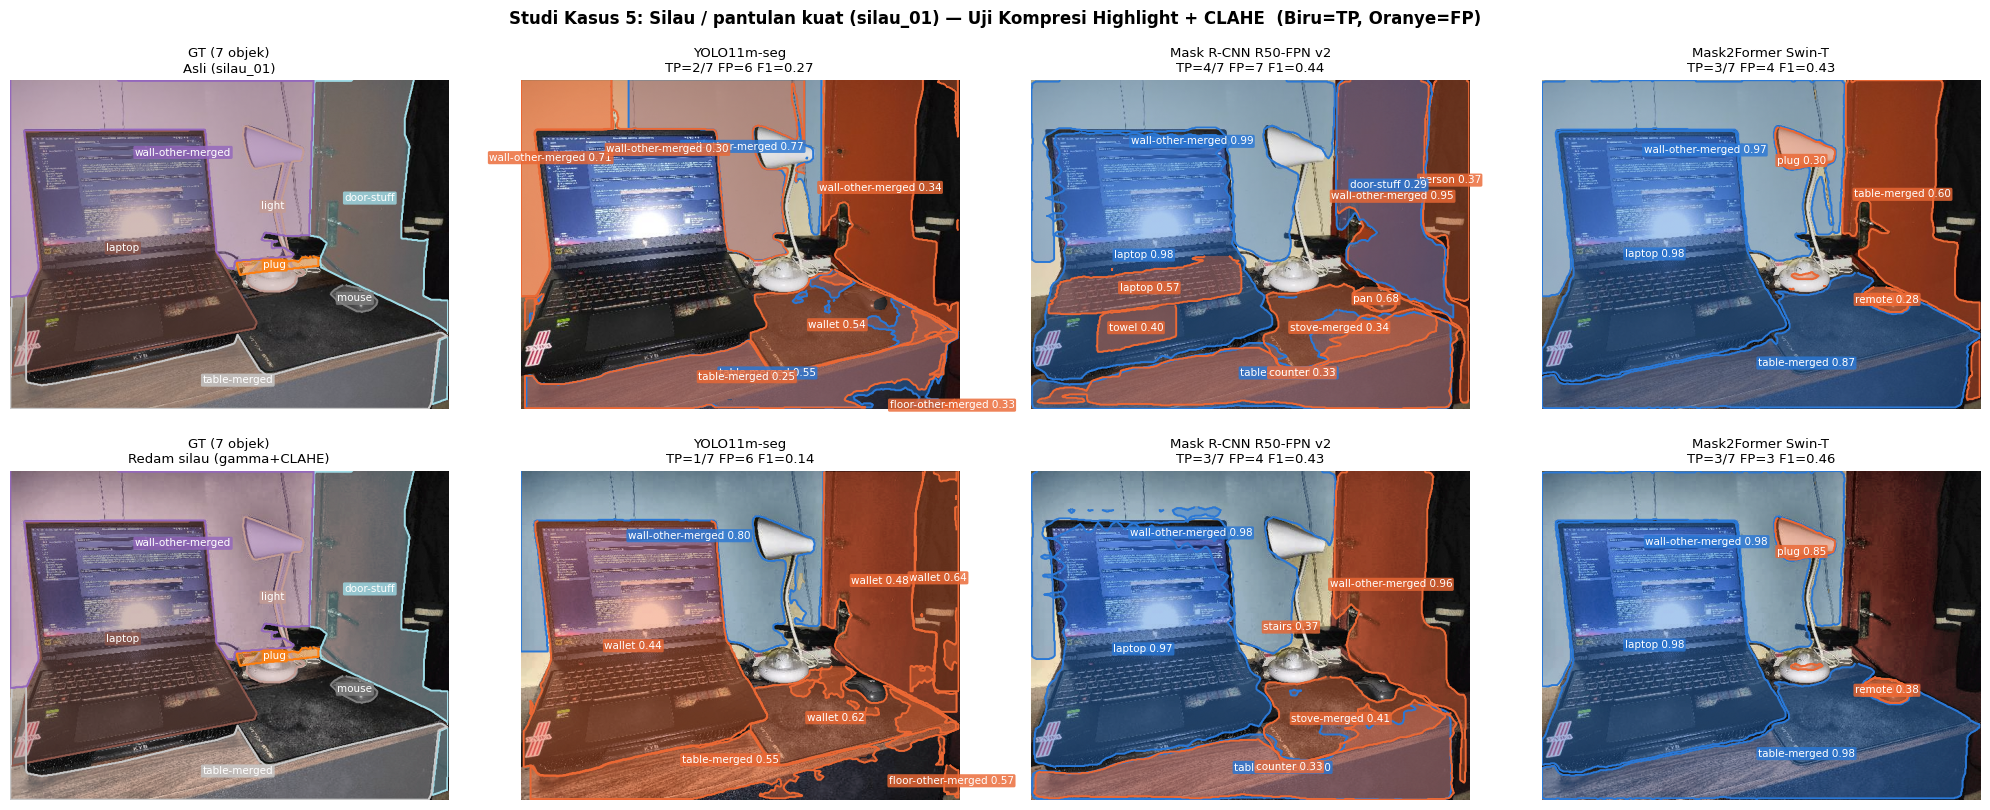 Studi Kasus 5: Silau / pantulan kuat (silau_01) — Uji Kompresi Highlight + CLAHE (Biru=TP, Oranye=FP)
GT (7 objek)
Asli (silau_01)
wall-other-merged
door-stuff
light
laptop
plug
mouse
table-merged
YOLO11m-seg
TP=2/7 FP=6 F1=0.27
wall-other-merged 0.71
wall-other-merged 0.30
r-merged 0.77
wall-other-merged 0.34
wallet 0.54
0.55
table-merged 0.25
floor-other-merged 0.33
Mask R-CNN R50-FPN v2
TP=4/7 FP=7 F1=0.44
wall-other-merged 0.99
door-stuff 0.29
person 0.37
wall-other-merged 0.95
laptop 0.98
laptop 0.57
pan 0.68
towel 0.40
stove-merged 0.34
table
counter 0.33
Mask2Former Swin-T
TP=3/7 FP=4 F1=0.43
wall-other-merged 0.97
plug 0.30
table-merged 0.60
laptop 0.98
remote 0.28
table-merged 0.87
GT (7 objek)
Redam silau (gamma+CLAHE)
wall-other-merged
door-stuff
light
laptop
plug
mouse
table-merged
YOLO11m-seg
TP=1/7 FP=6 F1=0.14
wall-other-merged 0.80
wallet 0.48
wallet 0.64
wallet 0.44
wallet 0.62
table-merged 0.55
floor-other-merged 0.57
Mask R-CNN R50-FPN v2
TP=3/7 FP=4 F1=0.43
wall-other-merged 0.98
wall-other-merged 0.96
stairs 0.37
laptop 0.97
stove-merged 0.41
tabl
counter 0.33
0
Mask2Former Swin-T
TP=3/7 FP=3 F1=0.46
wall-other-merged 0.98
plug 0.85
laptop 0.98
remote 0.38
table-merged 0.98